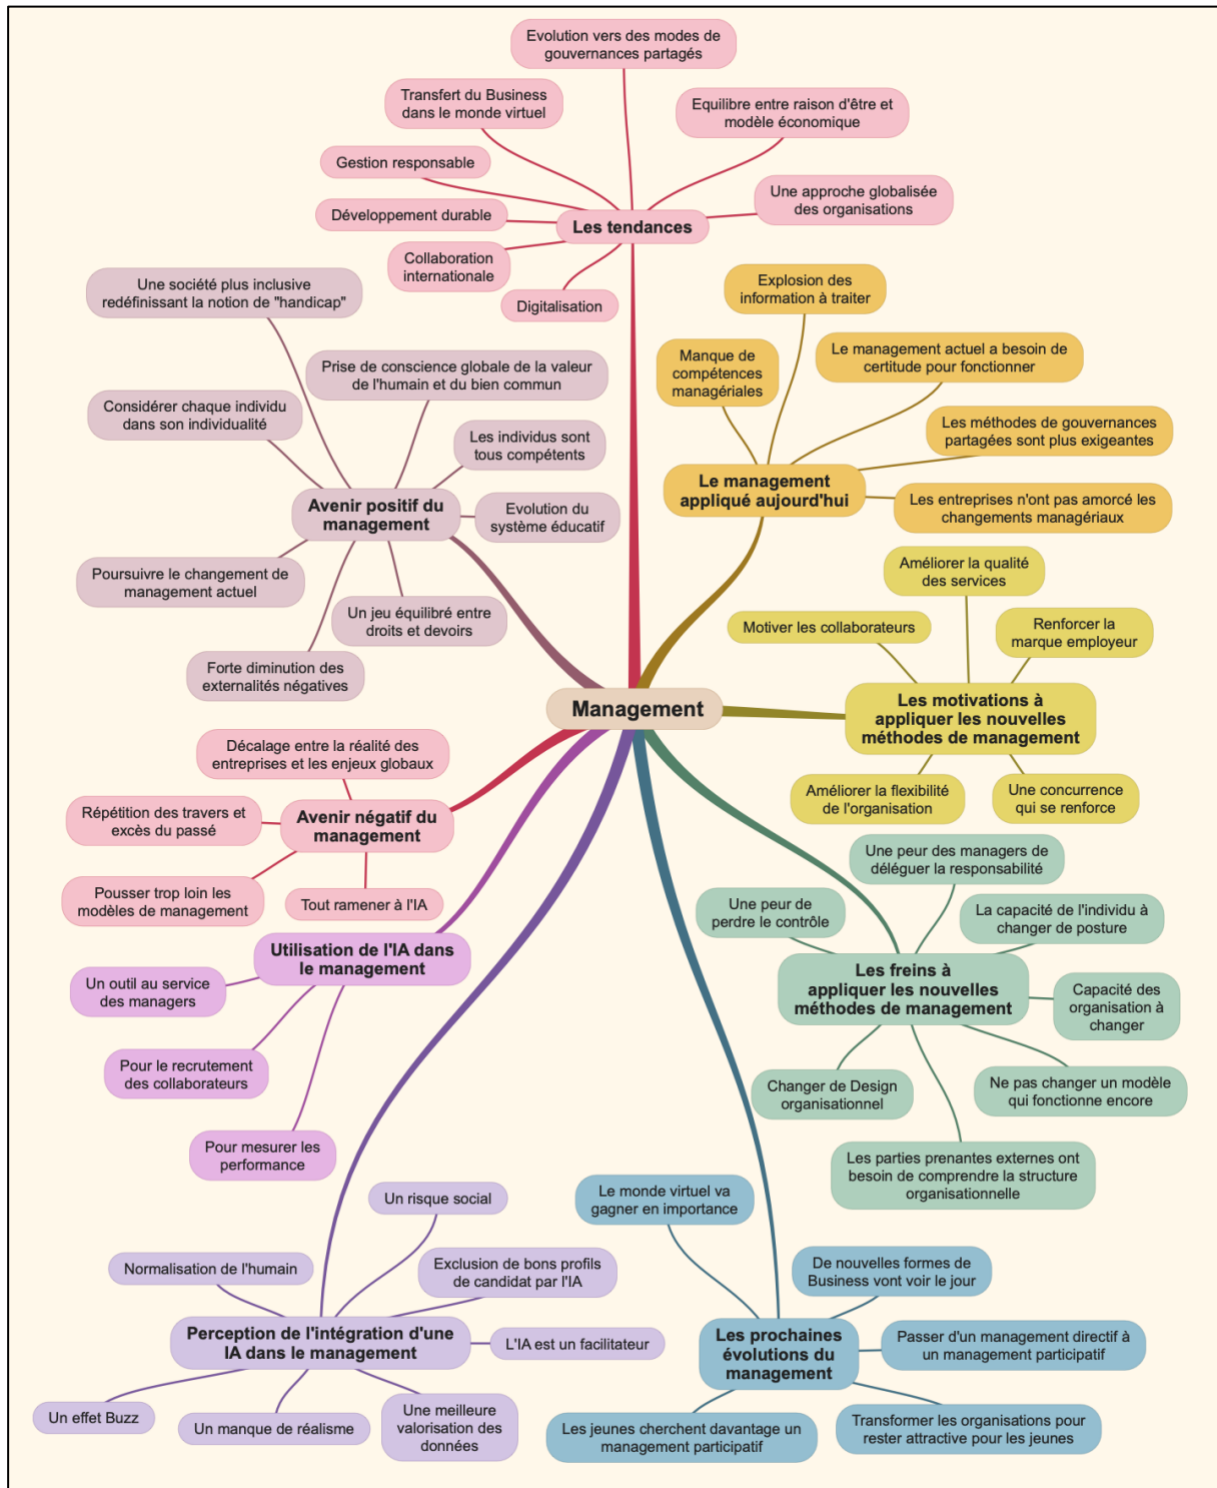 Evolution vers des modes de
gouvernances partagés
Transfert du Business
dans le monde virtuel
Equilibre entre raison d'être et
modèle économique
Gestion responsable
Une approche globalisée
des organisations
Développement durable
Les tendances
Collaboration
internationale
Digitalisation
Explosion des
information à traiter
Manque de
compétences
managériales
Le management actuel a besoin de
certitude pour fonctionner
Les méthodes de gouvernances
partagées sont plus exigeantes
Le management
appliqué aujourd'hui
Les entreprises n'ont pas amorcé les
changements managériaux
Une société plus inclusive
redéfinissant la notion de "handicap"
Prise de conscience globale de la valeur
de l'humain et du bien commun
Considérer chaque individu
dans son individualité
Les individus sont
tous compétents
Avenir positif du
management
Evolution du
système éducatif
Poursuivre le changement de
management actuel
Un jeu équilibré entre
droits et devoirs
Forte diminution des
externalités négatives
Améliorer la qualité
des services
Motiver les collaborateurs
Renforcer la
marque employeur
Les motivations à
appliquer les nouvelles
méthodes de management
Améliorer la flexibilité
de l'organisation
Une concurrence
qui se renforce
Management
Décalage entre la réalité des
entreprises et les enjeux globaux
Répétition des travers et
excès du passé
Avenir négatif du
management
Pousser trop loin les
modèles de management
Tout ramener à l'IA
Une peur des managers de
déléguer la responsabilité
Une peur de
perdre le contrôle
La capacité de l'individu à
changer de posture
Les freins à
appliquer les nouvelles
méthodes de management
Capacité des
organisation à
changer
Changer de Design
organisationnel
Ne pas changer un modèle
qui fonctionne encore
Les parties prenantes externes ont
besoin de comprendre la structure
organisationnelle
Utilisation de l'IA dans
le management
Un outil au service
des managers
Pour le recrutement
des collaborateurs
Pour mesurer les
performance
Un risque social
Normalisation de l'humain
Exclusion de bons profils
de candidat par l'IA
Perception de l'intégration d'une
IA dans le management
L'IA est un facilitateur
Un effet Buzz
Un manque de réalisme
Une meilleure
valorisation des
données
Le monde virtuel va
gagner en importance
De nouvelles formes de
Business vont voir le jour
Les prochaines
évolutions du
management
Passer d'un management directif à
un management participatif
Les jeunes cherchent davantage un
management participatif
Transformer les organisations pour
rester attractive pour les jeunes